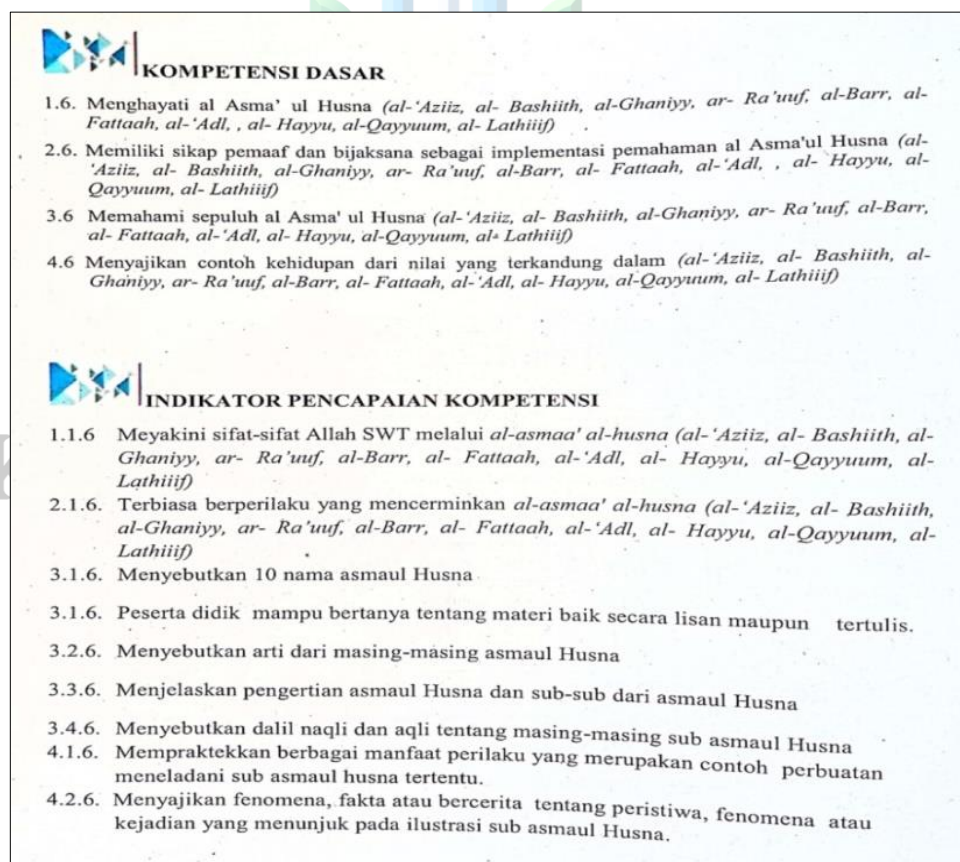 KOMPETENSI DASAR
1.6. Menghayati al Asma' ul Husna (al-'Aziiz, al- Bashiith, al-Ghaniyy, ar- Ra'uuf, al-Barr, al-
Fattaah, al-'Adl, , al- Hayyu, al-Qayyuum, al- Lathiiif)
2.6. Memiliki sikap pemaaf dan bijaksana sebagai implementasi pemahaman al Asma'ul Husna (al-
'Aziiz, al- Bashiith, al-Ghaniyy, ar- Ra'uuf, al-Barr, al- Fattaah, al-'Adl, , al- Hayyu, al-
Qayyuum, al- Lathiiif)
3.6 Memahami sepuluh al Asma' ul Husna (al-'Aziiz, al- Bashiith, al-Ghaniyy, ar- Ra'uuf, al-Barr,
al- Fattaah, al-'Adl, al- Hayyu, al-Qayyuum, al- Lathiiif)
4.6 Menyajikan contoh kehidupan dari nilai yang terkandung dalam (al-'Aziiz, al- Bashiith, al-
Ghaniyy, ar- Ra'uuf, al-Barr, al- Fattaah, al-'Adl, al- Hayyu, al-Qayyuum, al- Lathiiif)
INDIKATOR PENCAPAIAN KOMPETENSI
1.1.6 Meyakini sifat-sifat Allah SWT melalui al-asmaa' al-husna (al-'Aziiz, al- Bashiith, al-
Ghaniyy, ar- Ra'uuf, al-Barr, al- Fattaah, al-'Adl, al- Hayyu, al-Qayyuum, al-
Lathiiif)
2.1.6. Terbiasa berperilaku yang mencerminkan al-asmaa' al-husna (al-'Aziiz, al- Bashiith,
al-Ghaniyy, ar- Ra'uuf, al-Barr, al- Fattaah, al-'Adl, al- Hayyu, al-Qayyuum, al-
Lathiiif)
3.1.6. Menyebutkan 10 nama asmaul Husna
3.1.6. Peserta didik mampu bertanya tentang materi baik secara lisan maupun tertulis.
3.2.6. Menyebutkan arti dari masing-masing asmaul Husna
3.3.6. Menjelaskan pengertian asmaul Husna dan sub-sub dari asmaul Husna
3.4.6. Menyebutkan dalil naqli dan aqli tentang masing-masing sub asmaul Husna
4.1.6. Mempraktekkan berbagai manfaat perilaku yang merupakan contoh perbuatan
meneladani sub asmaul husna tertentu.
4.2.6. Menyajikan fenomena, fakta atau bercerita tentang peristiwa, fenomena atau
kejadian yang menunjuk pada ilustrasi sub asmaul Husna.